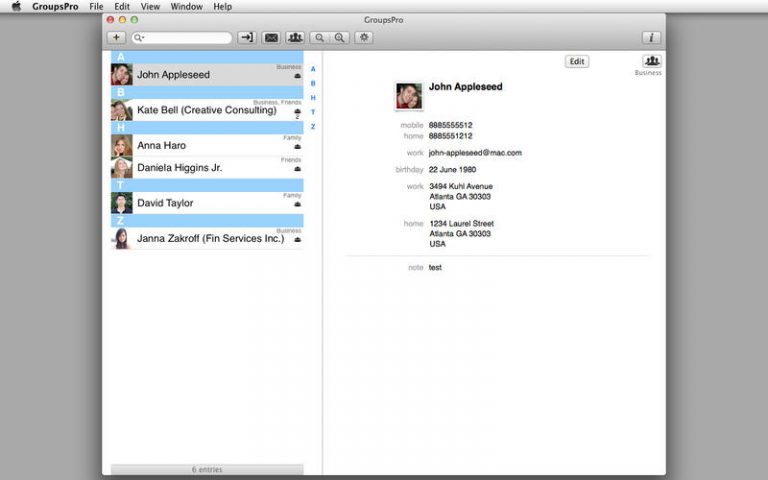 GroupsPro File Edit View Window Help
GroupsPro
A
Business
John Appleseed
B
Business, Friends
Kate Bell (Creative Consulting)
2
H
Family
Anna Haro
Friends
Daniela Higgins Jr.
T
Family
David Taylor
Z
Business
Janna Zakroff (Fin Services Inc.)
6 entries
A
B
H
T
Z
Edit
Business
John Appleseed
mobile 8885555512
home 8885551212
work john-appleseed@mac.com
birthday 22 June 1980
work 3494 Kuhl Avenue
Atlanta GA 30303
USA
home 1234 Laurel Street
Atlanta GA 30303
USA
note test